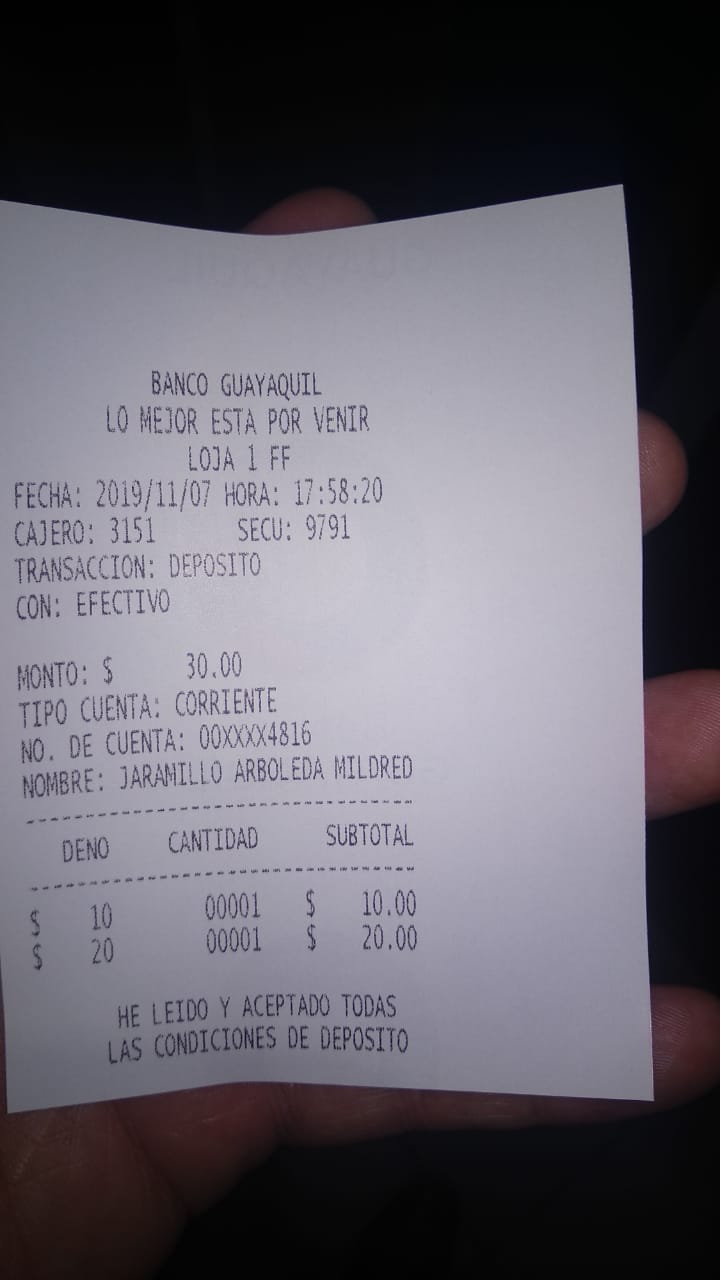 BANCO GUAYAQUIL
LO MEJOR ESTA POR VENIR
LOJA 1 FF
FECHA: 2019/11/07 HORA: 17:58:20
CAJERO: 3151 SECU: 9791
TRANSACCION: DEPOSITO
CON: EFECTIVO
MONTO: $ 30.00
TIPO CUENTA: CORRIENTE
NO. DE CUENTA: 00XXXX4816
NOMBRE: JARAMILLO ARBOLEDA MILDRED
DENO CANTIDAD SUBTOTAL
$ 10 00001 $ 10.00
$ 20 00001 $ 20.00
HE LEIDO Y ACEPTADO TODAS
LAS CONDICIONES DE DEPOSITO